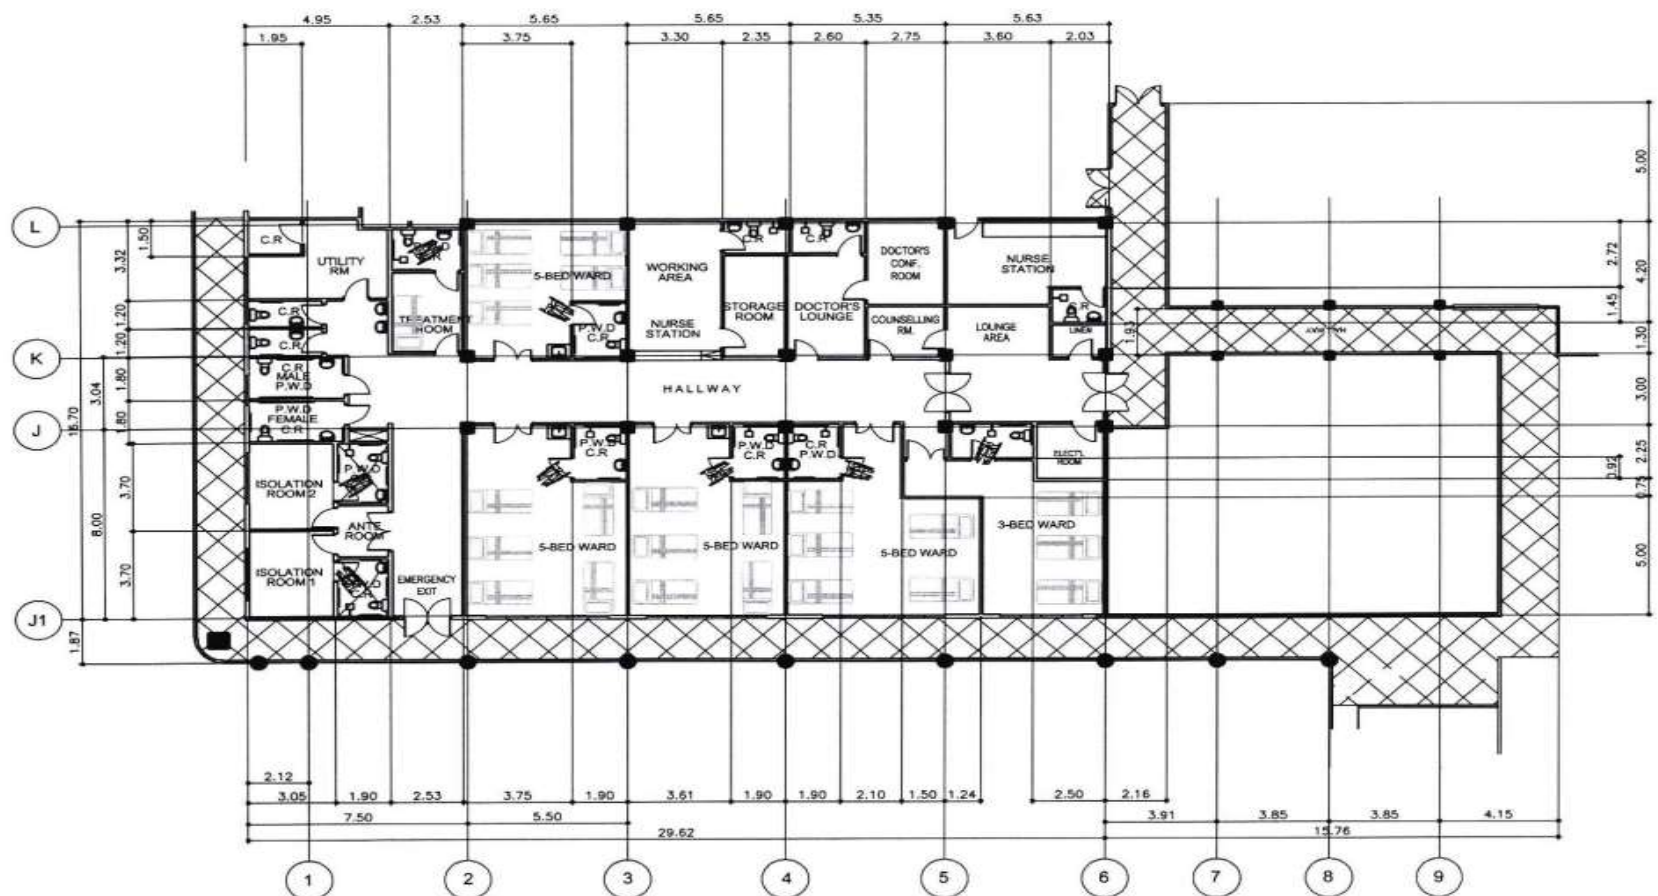 4.95 2.53 5.65 5.65 5.35 5.63
1.95 3.75 3.30 2.35 2.60 2.75 3.60 2.03
5.00
L
3.32 1.50 2.72 4.20
C.R
UTILITY
RM
5-BED WARD
WORKING
AREA
C.R
C.R
DOCTOR'S
CONF.
ROOM
NURSE
STATION
TREATMENT
ROOM
NURSE
STATION
STORAGE
ROOM
DOCTOR'S
LOUNGE
COUNSELLING
RM.
LOUNGE
AREA
C.R
LINEN
P.W.D
C.R
C.R
C.R
1.20
1.20
1.45
1.93
1.30
HALLWAY
K
HALLWAY
C.R
MALE
P.W.D
P.W.D
FEMALE
C.R
16.70 3.04 1.80 1.80 3.00
J
P.W.D
C.R
P.W.D
C.R
C.R
P.W.D
ELECT'L
ROOM
2.25
0.92
0.75
ISOLATION
ROOM 2
P.W.D
ANTE
ROOM
3-BED WARD
5-BED WARD
5-BED WARD
5-BED WARD
8.00 3.70 3.70 5.00
ISOLATION
ROOM 1
C.R
EMERGENCY
EXIT
J1
1.87
2.12
3.05 1.90 2.53 3.75 1.90 3.61 1.90 1.90 2.10 1.50 1.24 2.50 2.16
7.50 5.50 3.91 3.85 3.85 4.15
29.62 15.76
1 2 3 4 5 6 7 8 9